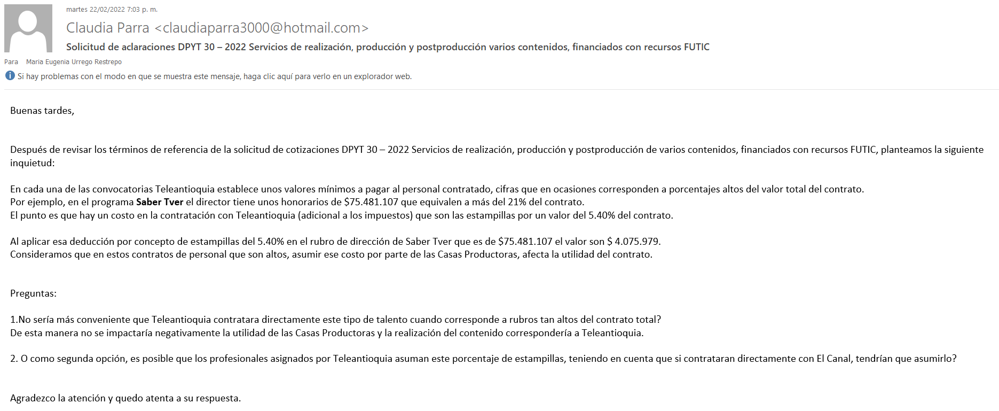 martes 22/02/2022 7:03 p. m.
Claudia Parra <claudiaparra3000@hotmail.com>
Solicitud de aclaraciones DPYT 30 – 2022 Servicios de realización, producción y postproducción varios contenidos, financiados con recursos FUTIC
Para Maria Eugenia Urrego Restrepo
Si hay problemas con el modo en que se muestra este mensaje, haga clic aquí para verlo en un explorador web.
Buenas tardes,
Después de revisar los términos de referencia de la solicitud de cotizaciones DPYT 30 – 2022 Servicios de realización, producción y postproducción de varios contenidos, financiados con recursos FUTIC, planteamos la siguiente
inquietud:
En cada una de las convocatorias Teleantioquia establece unos valores mínimos a pagar al personal contratado, cifras que en ocasiones corresponden a porcentajes altos del valor total del contrato.
Por ejemplo, en el programa Saber Tver el director tiene unos honorarios de $75.481.107 que equivalen a más del 21% del contrato.
El punto es que hay un costo en la contratación con Teleantioquia (adicional a los impuestos) que son las estampillas por un valor del 5.40% del contrato.
Al aplicar esa deducción por concepto de estampillas del 5.40% en el rubro de dirección de Saber Tver que es de $75.481.107 el valor son $ 4.075.979.
Consideramos que en estos contratos de personal que son altos, asumir ese costo por parte de las Casas Productoras, afecta la utilidad del contrato.
Preguntas:
1.No sería más conveniente que Teleantioquia contratara directamente este tipo de talento cuando corresponde a rubros tan altos del contrato total?
De esta manera no se impactaría negativamente la utilidad de las Casas Productoras y la realización del contenido correspondería a Teleantioquia.
2. O como segunda opción, es posible que los profesionales asignados por Teleantioquia asuman este porcentaje de estampillas, teniendo en cuenta que si contrataran directamente con El Canal, tendrían que asumirlo?
Agradezco la atención y quedo atenta a su respuesta.